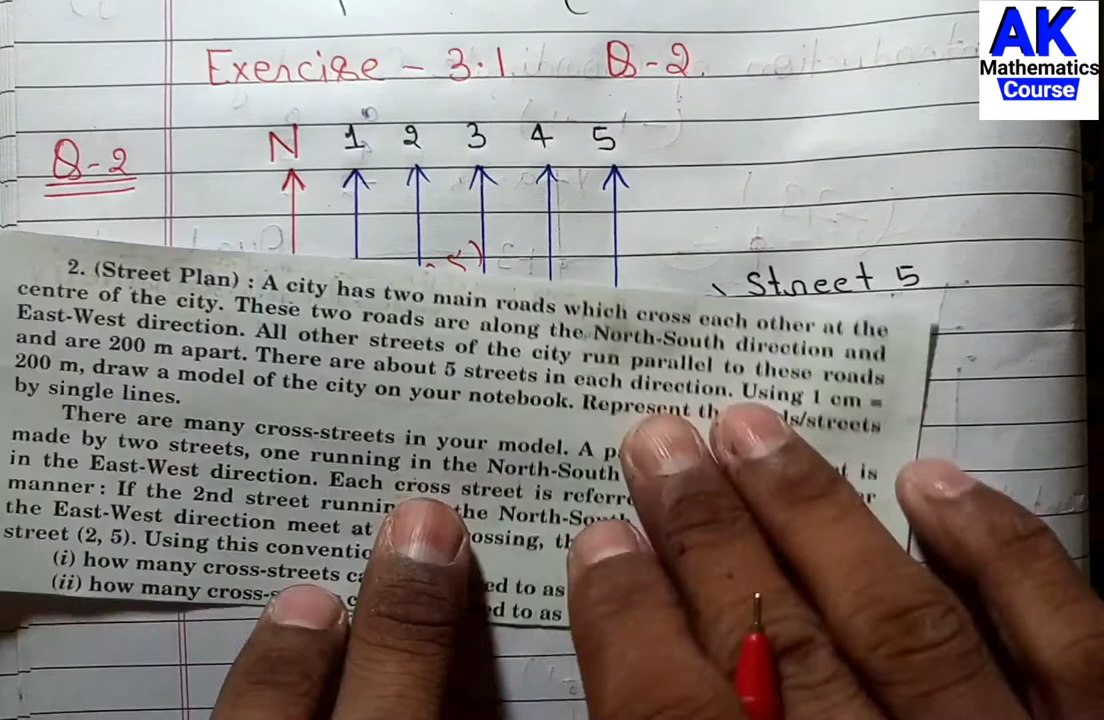 AK
Mathematics
Course
Exercise - 3.1 Q-2.
Q-2
N 1 2 3 4 5
Street 5
2. (Street Plan) : A city has two main roads which cross each other at the
centre of the city. These two roads are along the North-South direction and
East-West direction. All other streets of the city run parallel to these roads
and are 200 m apart. There are about 5 streets in each direction. Using 1 cm =
200 m, draw a model of the city on your notebook. Represent the
by single lines.
There are many cross-streets in your model. A
made by two streets, one running in the North-South
in the East-West direction. Each cross street is
manner : If the 2nd street the North-South
the East-West direction meet at
street (2, 5). Using this
(i) how many cross-streets to as
(ii) how many to as